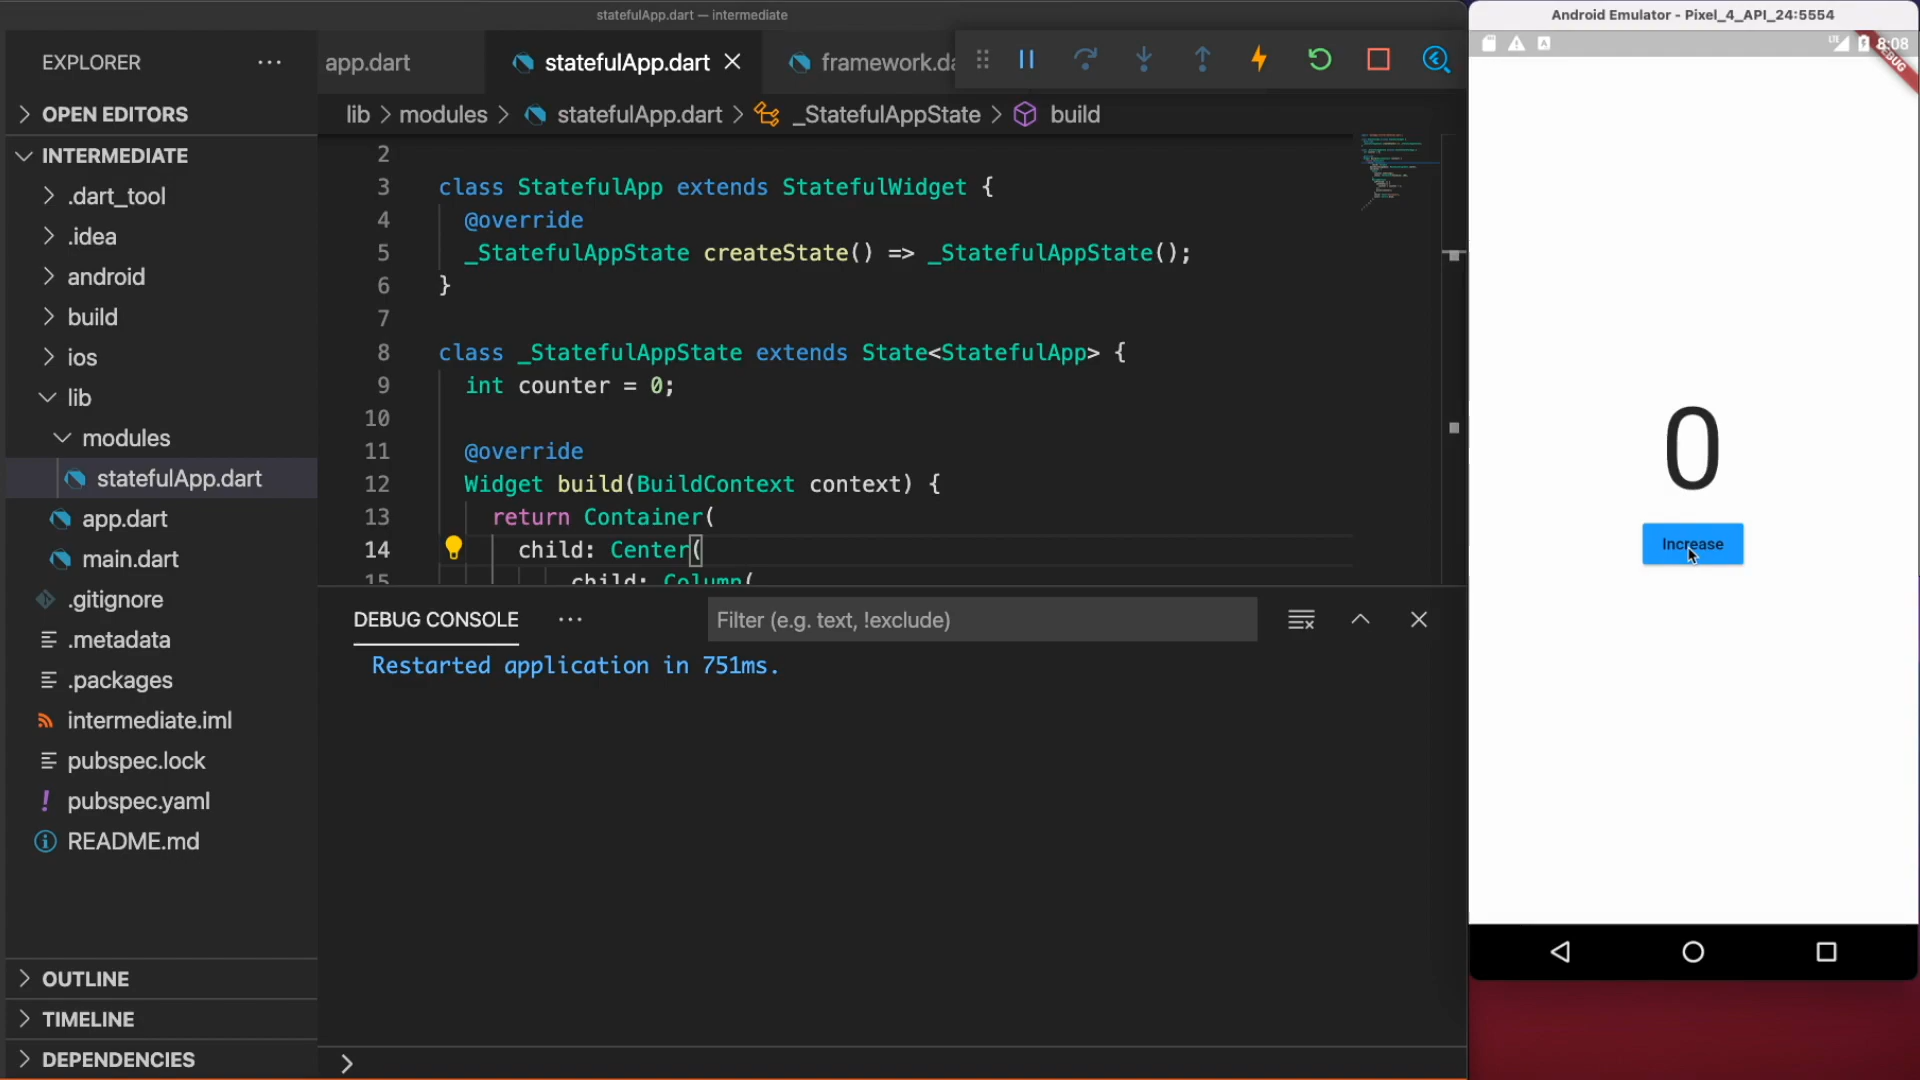 statefulApp.dart — intermediate
EXPLORER
OPEN EDITORS
INTERMEDIATE
.dart_tool
.idea
android
build
ios
lib
modules
statefulApp.dart
app.dart
main.dart
.gitignore
.metadata
.packages
intermediate.iml
pubspec.lock
pubspec.yaml
README.md
OUTLINE
TIMELINE
DEPENDENCIES
app.dart
statefulApp.dart
framework.da
lib > modules > statefulApp.dart > _StatefulAppState > build
2
3 class StatefulApp extends StatefulWidget {
4 @override
5 _StatefulAppState createState() => _StatefulAppState();
6 }
7
8 class _StatefulAppState extends State<StatefulApp> {
9 int counter = 0;
10
11 @override
12 Widget build(BuildContext context) {
13 return Container(
14 child: Center(
15 child: Column(
DEBUG CONSOLE
Filter (e.g. text, !exclude)
Restarted application in 751ms.
Android Emulator - Pixel_4_API_24:5554
LTE
8:08
DEBUG
0
Increase